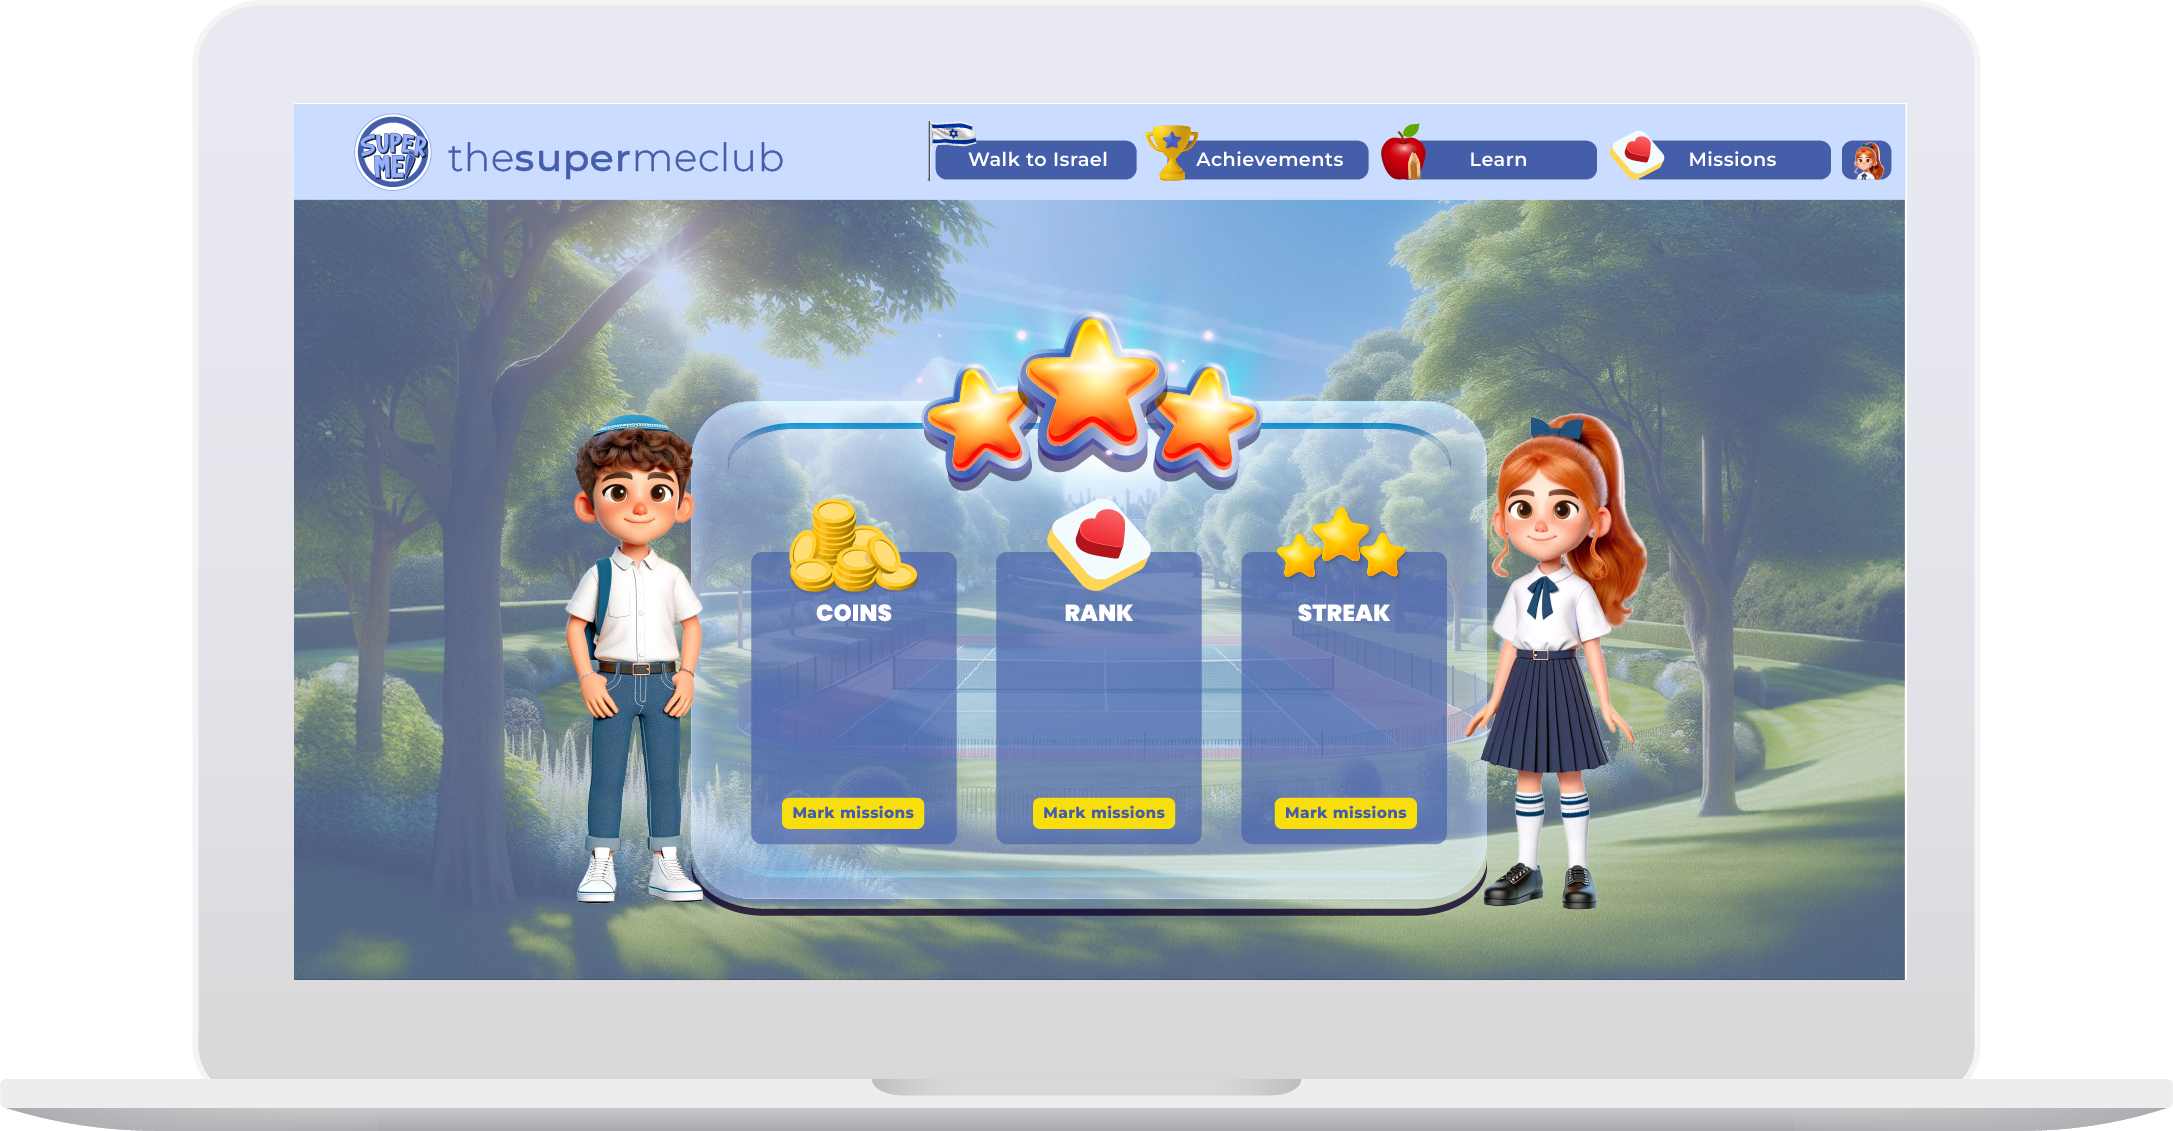 SUPER
ME!
thesupermeclub
Walk to Israel
Achievements
Learn
Missions
COINS
RANK
STREAK
Mark missions
Mark missions
Mark missions